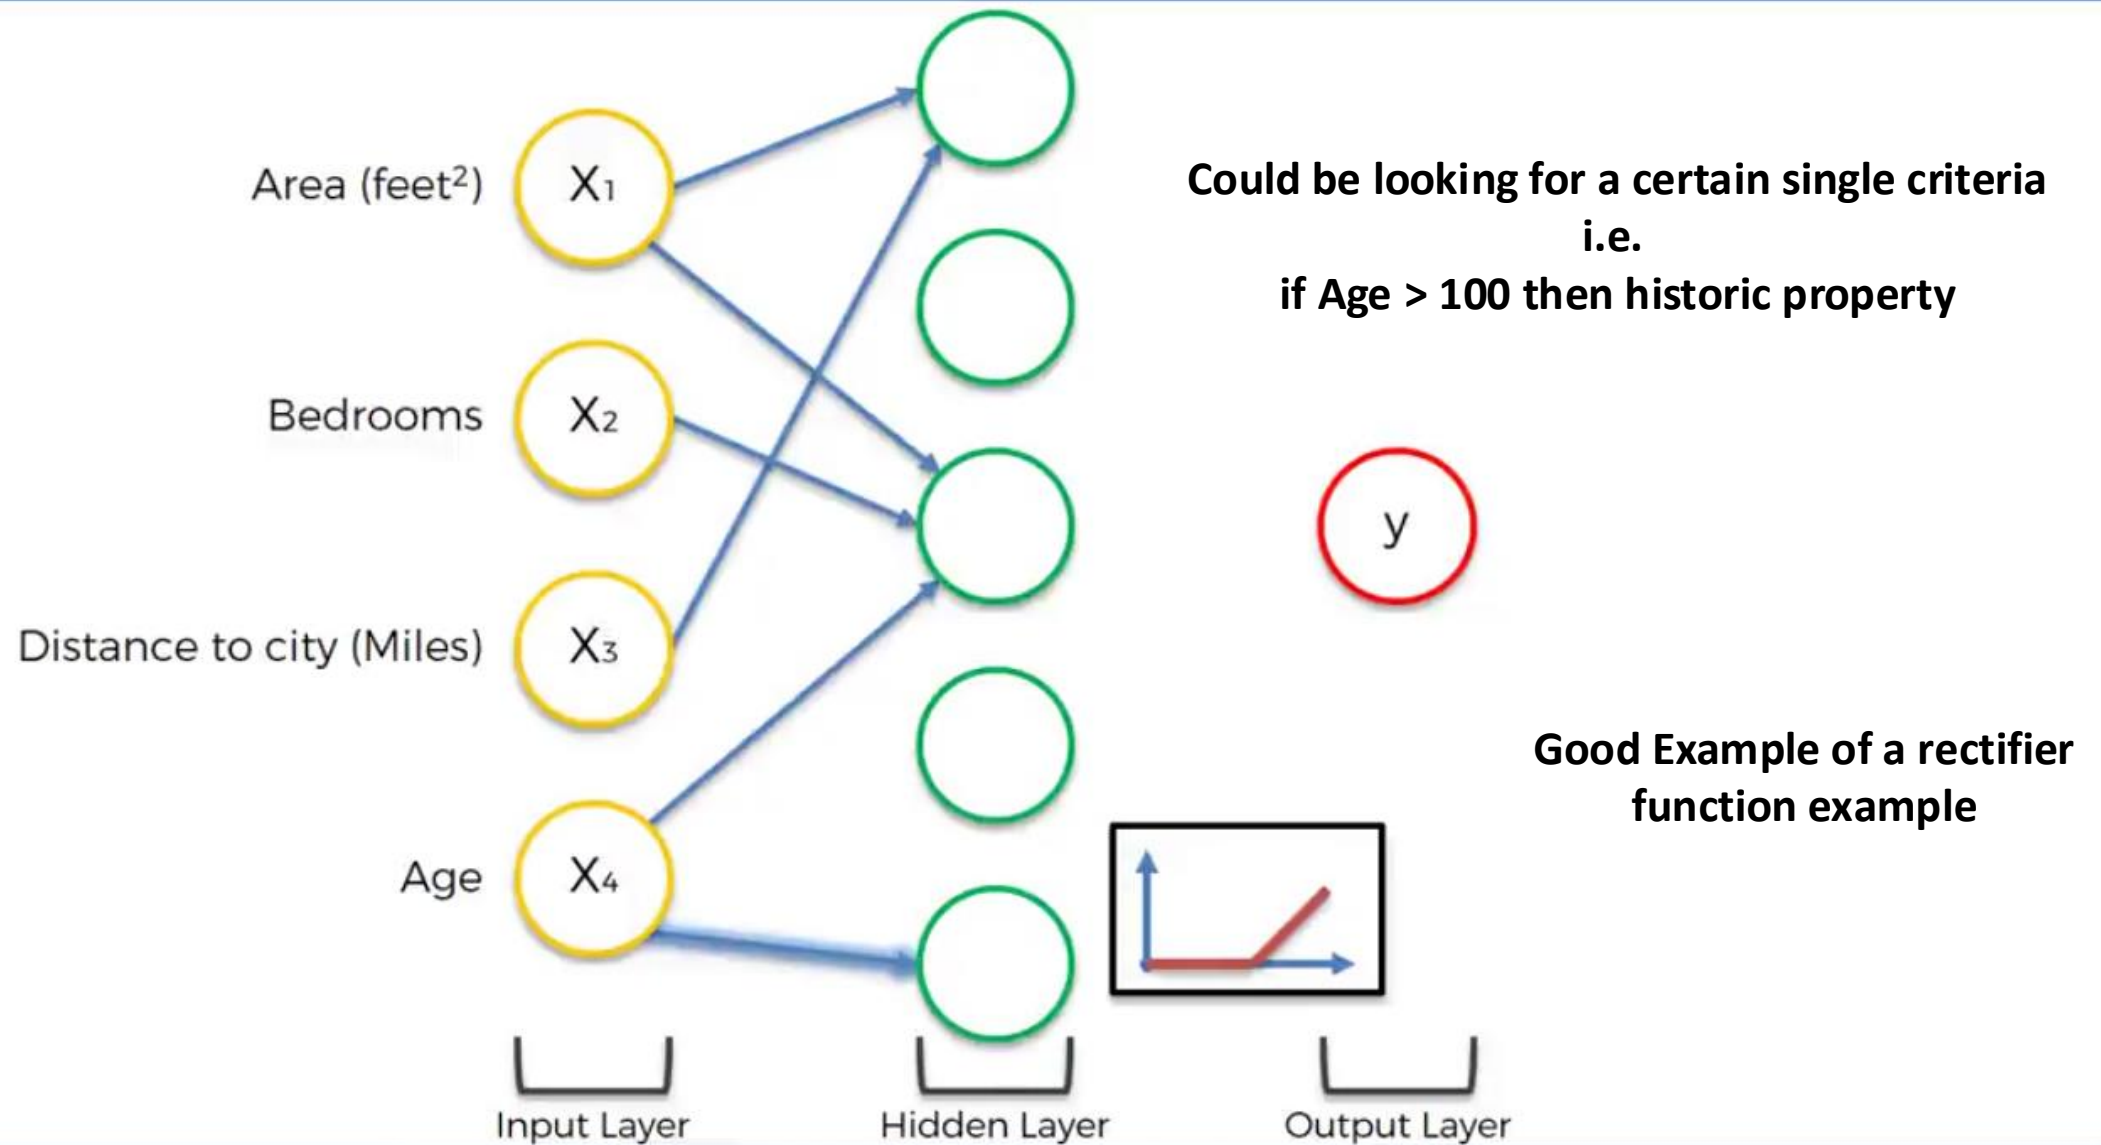 Area (feet²)
X₁
Could be looking for a certain single criteria
i.e.
if Age > 100 then historic property
Bedrooms
X₂
y
Distance to city (Miles)
X₃
Good Example of a rectifier
function example
Age
X₄
Input Layer
Hidden Layer
Output Layer